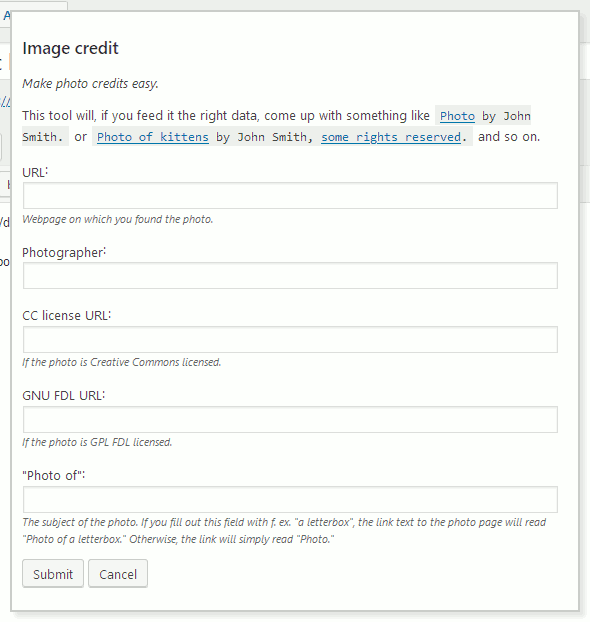 Image credit
Make photo credits easy.
This tool will, if you feed it the right data, come up with something like Photo by John
Smith. or Photo of kittens by John Smith, some rights reserved. and so on.
URL:
Webpage on which you found the photo.
Photographer:
CC license URL:
If the photo is Creative Commons licensed.
GNU FDL URL:
If the photo is GPL FDL licensed.
"Photo of":
The subject of the photo. If you fill out this field with f. ex. "a letterbox", the link text to the photo page will read
"Photo of a letterbox." Otherwise, the link will simply read "Photo."
Submit Cancel